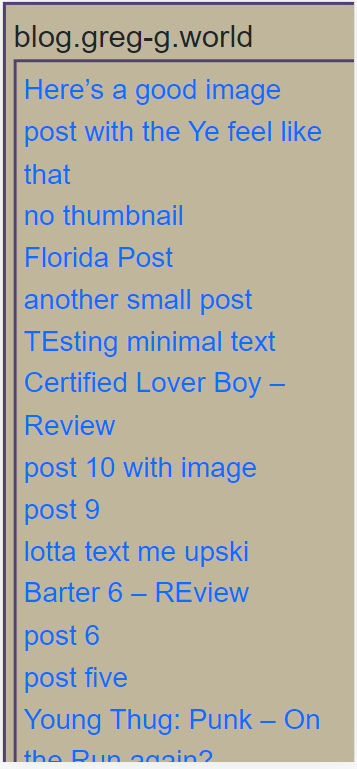 blog.greg-g.world
Here’s a good image
post with the Ye feel like
that
no thumbnail
Florida Post
another small post
TEsting minimal text
Certified Lover Boy –
Review
post 10 with image
post 9
lotta text me upski
Barter 6 – REview
post 6
post five
Young Thug: Punk – On
the Run again?